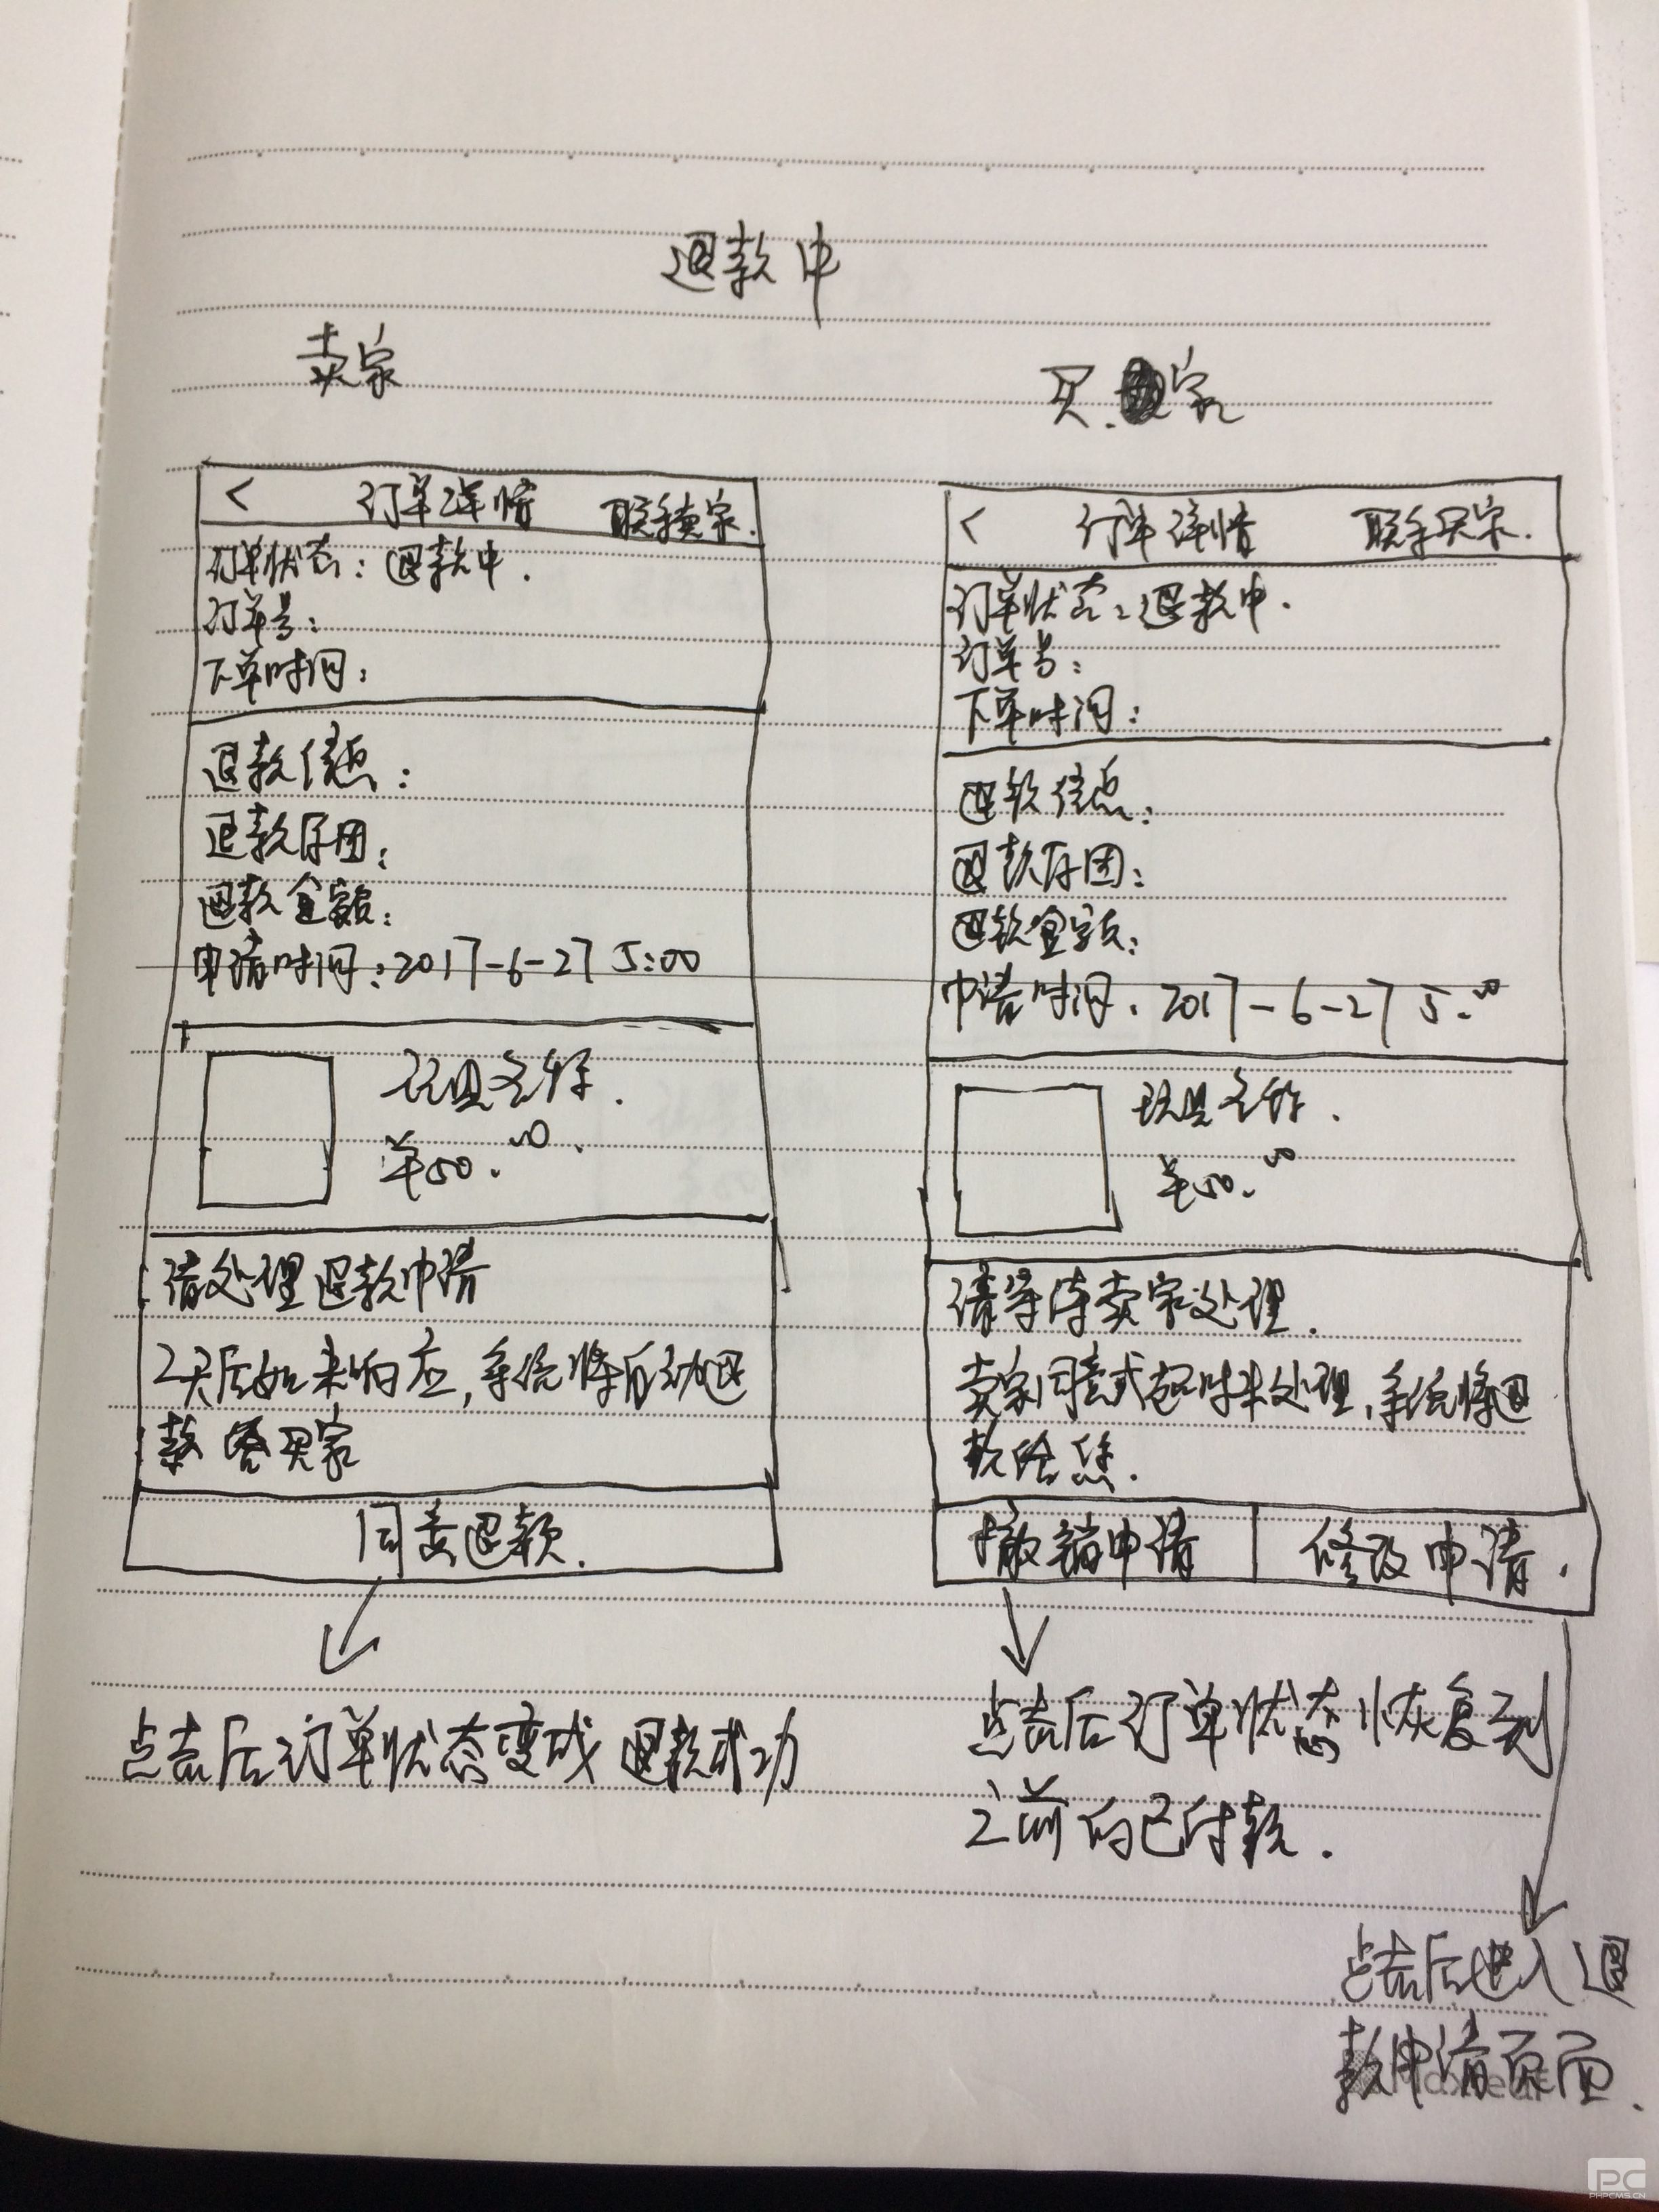 退款中
卖家
< 订单详情 联系卖家.
订单状态: 退款中.
订单号:
下单时间:
退款信息:
退款原因:
退款金额:
申请时间:2017-6-27 5:00
玩具名称.
¥50.00.
请处理退款申请
2天后如未响应,系统将自动退
款给买家
同意退款.
点击后订单状态变成 退款成功
买家
< 订单详情 联系买家.
订单状态:退款中.
订单号:
下单时间:
退款信息:
退款原因:
退款金额:
申请时间. 2017-6-27 5.00
玩具名称.
¥50.00
请等待卖家处理.
卖家同意或超时未处理,系统将退
款给您.
撤销申请 修改申请.
点击后订单状态恢复到
之前的已付款.
点击后进入退
款申请页面.
PC
PHPCMS.CN